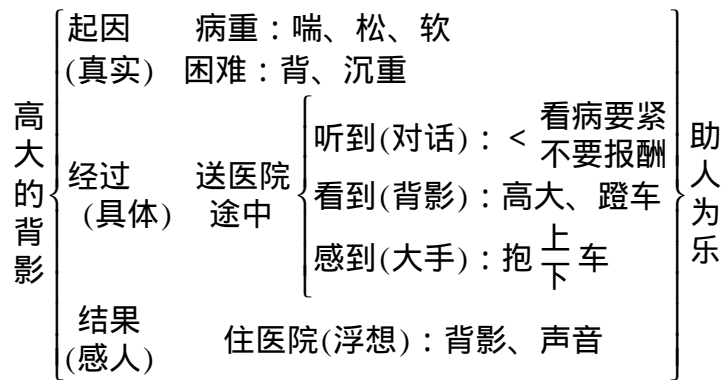 高大的背影
起因 病重：喘、松、软
(真实) 困难：背、沉重
经过 送医院
(具体) 途中
听到(对话)：< 看病要紧
不要报酬
看到(背影)：高大、蹬车
感到(大手)：抱上下车
结果
(感人) 住医院(浮想)：背影、声音
助人为乐